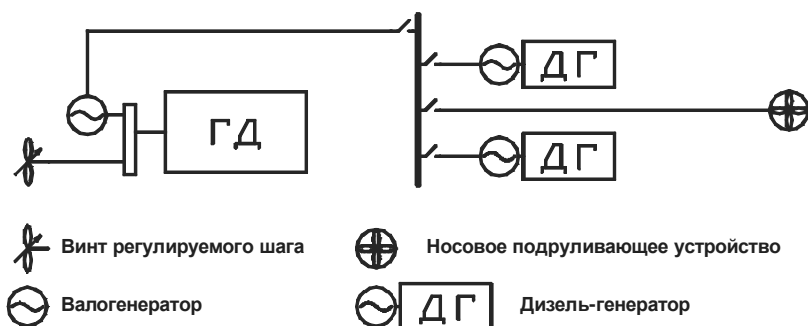 ДГ
ГД
ДГ
Винт регулируемого шага
Носовое подруливающее устройство
Валогенератор
ДГ
Дизель-генератор